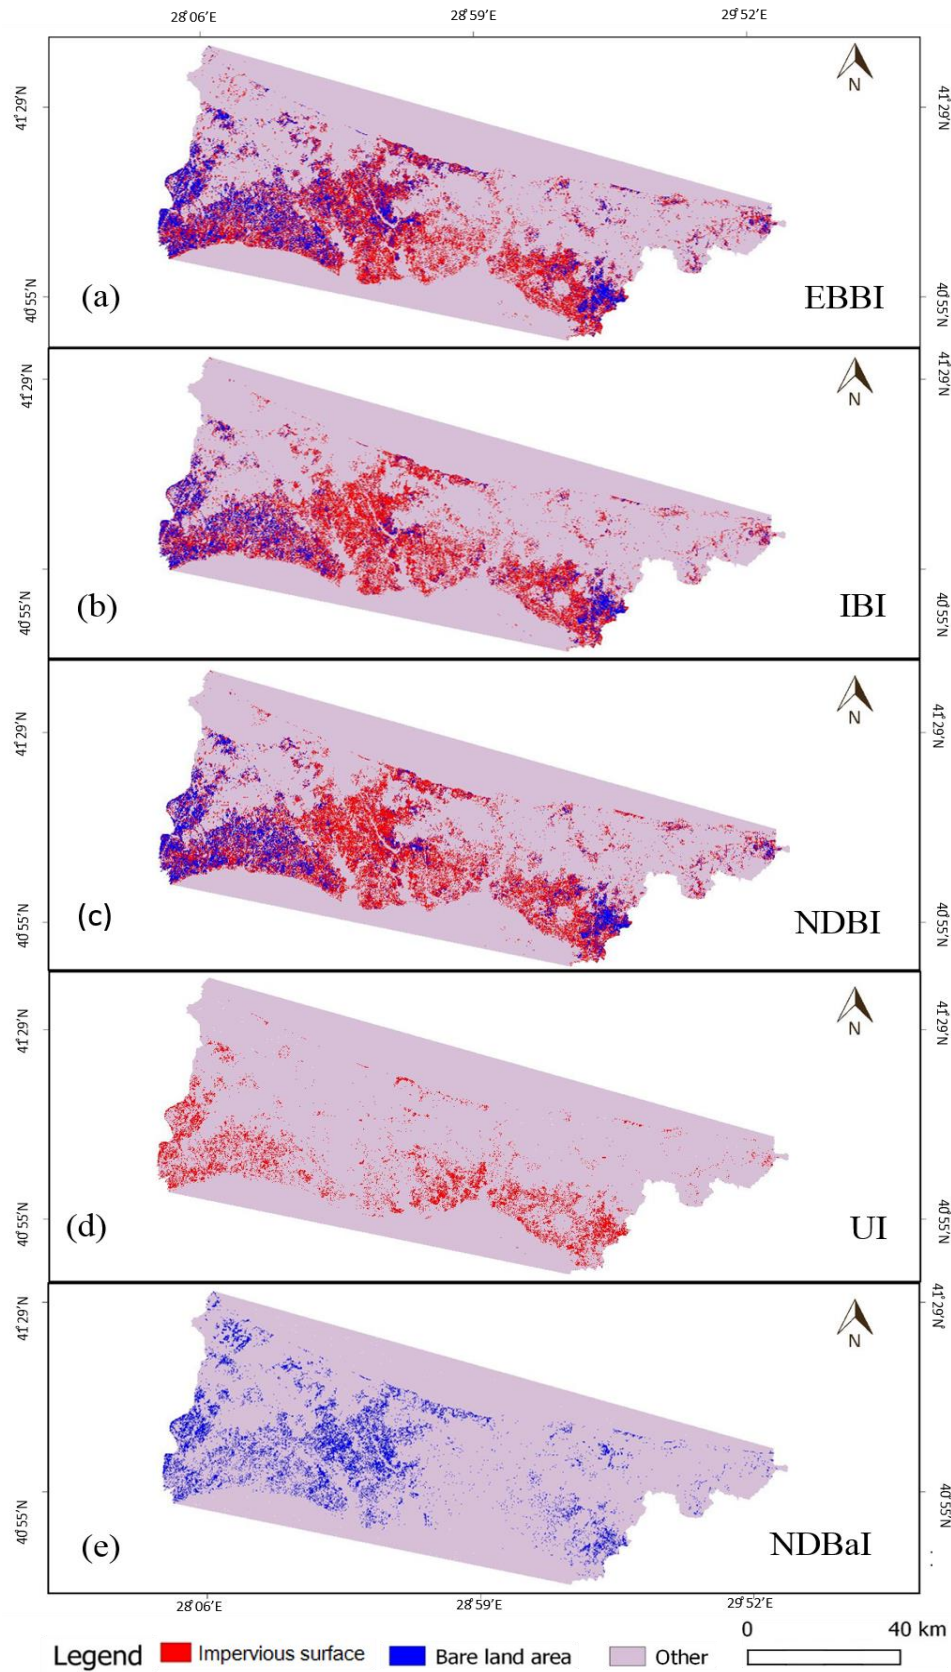 28°06'E 28°59'E 29°52'E
41°29'N 41°29'N
N
40°55'N 40°55'N
(a) EBBI
41°29'N 41°29'N
N
40°55'N 40°55'N
(b) IBI
41°29'N 41°29'N
N
40°55'N 40°55'N
(c) NDBI
41°29'N 41°29'N
N
40°55'N 40°55'N
(d) UI
41°29'N 41°29'N
N
40°55'N 40°55'N
(e) NDBaI
28°06'E 28°59'E 29°52'E
0 40 km
Legend Impervious surface Bare land area Other